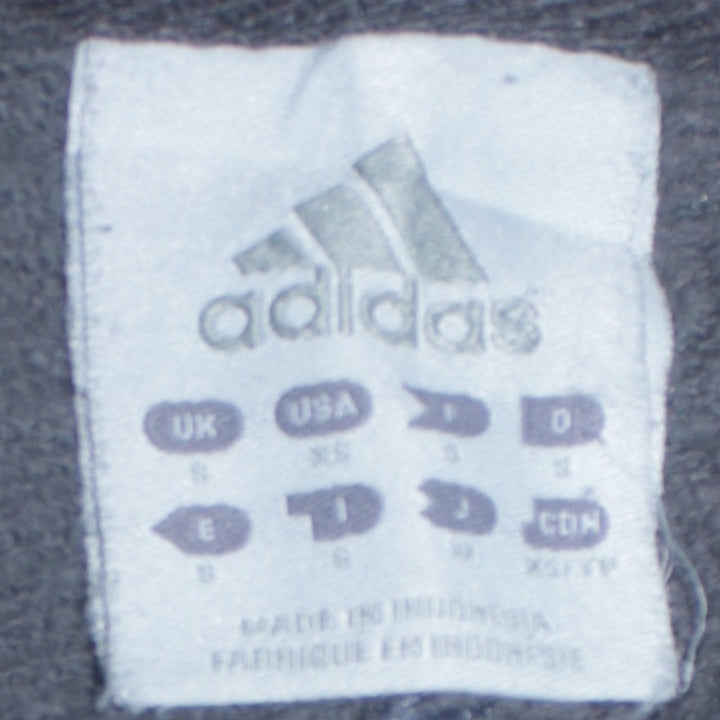 adidas
UK USA F D
S XS S S
E I J CDN
S S M
MADE IN INDONESIA
FABRIQUE EN INDONESIE